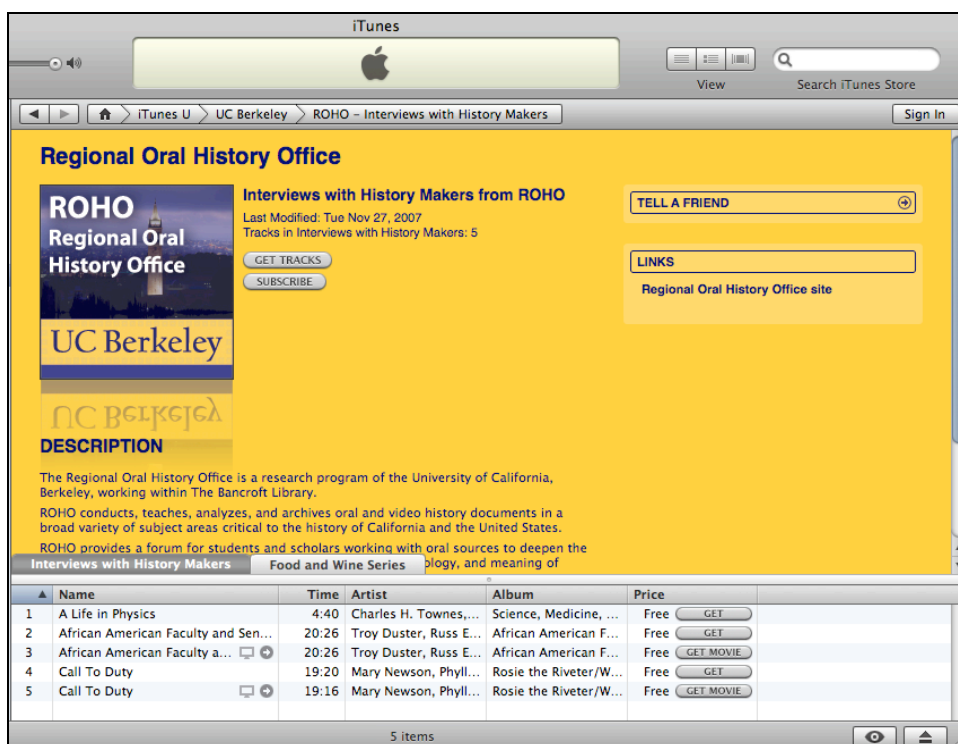 iTunes
View
Search iTunes Store
iTunes U
UC Berkeley
ROHO – Interviews with History Makers
Sign In
Regional Oral History Office
ROHO
Regional Oral
History Office
UC Berkeley
UC Berkeley
Interviews with History Makers from ROHO
Last Modified: Tue Nov 27, 2007
Tracks in Interviews with History Makers: 5
GET TRACKS
SUBSCRIBE
TELL A FRIEND
LINKS
Regional Oral History Office site
DESCRIPTION
The Regional Oral History Office is a research program of the University of California,
Berkeley, working within The Bancroft Library.
ROHO conducts, teaches, analyzes, and archives oral and video history documents in a
broad variety of subject areas critical to the history of California and the United States.
ROHO provides a forum for students and scholars working with oral sources to deepen the
ology, and meaning of
Interviews with History Makers
Food and Wine Series
Name Time Artist Album Price
1 A Life in Physics 4:40 Charles H. Townes,... Science, Medicine, ... Free GET
2 African American Faculty and Sen... 20:26 Troy Duster, Russ E... African American F... Free GET
3 African American Faculty a... 20:26 Troy Duster, Russ E... African American F... Free GET MOVIE
4 Call To Duty 19:20 Mary Newson, Phyll... Rosie the Riveter/W... Free GET
5 Call To Duty 19:16 Mary Newson, Phyll... Rosie the Riveter/W... Free GET MOVIE
5 items